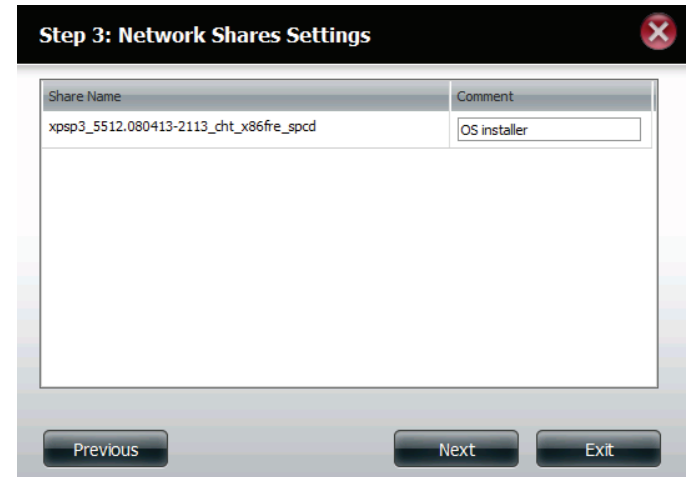 Step 3: Network Shares Settings
Share Name Comment
xpsp3_5512.080413-2113_cht_x86fre_spcd OS installer
Previous Next Exit